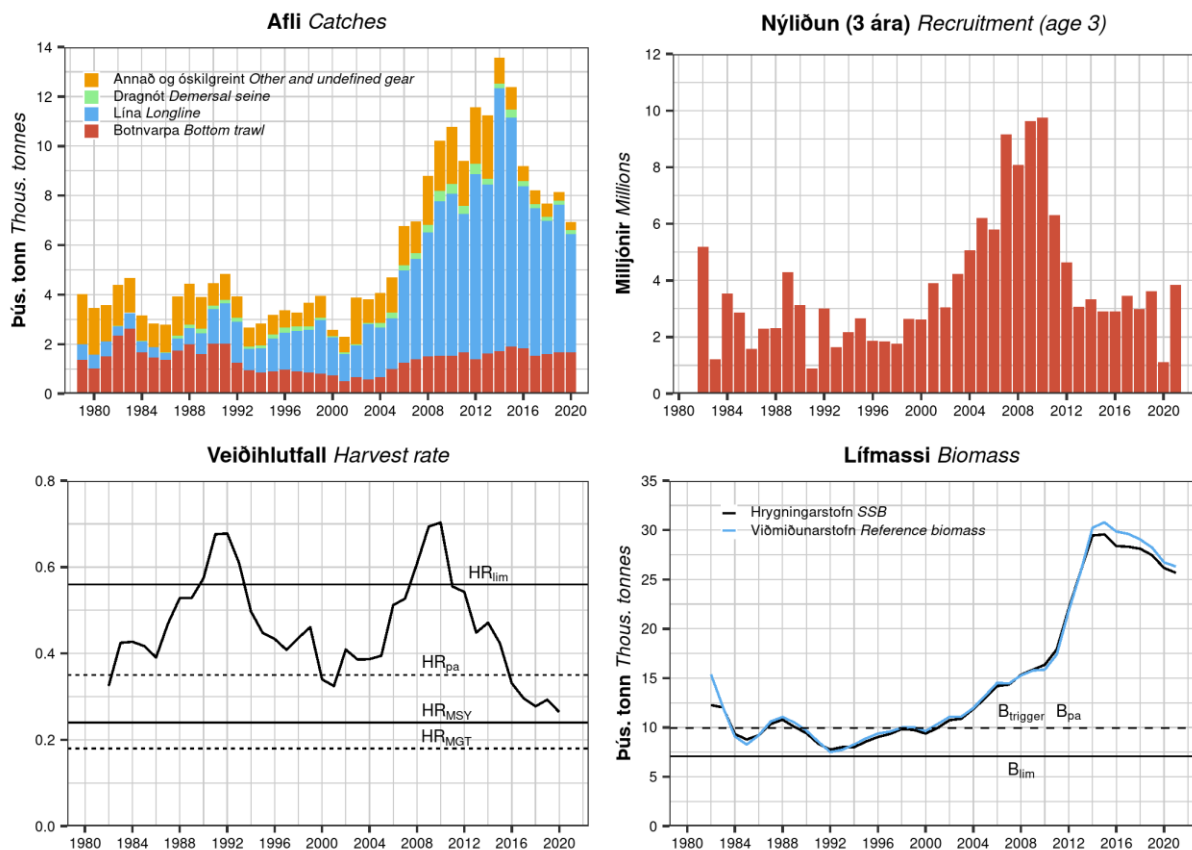 Afli Catches
Þús. tonn Thous. tonnes
14
12
10
8
6
4
2
0
Annað og óskilgreint Other and undefined gear
Dragnót Demersal seine
Lína Longline
Botnvarpa Bottom trawl
1980 1984 1988 1992 1996 2000 2004 2008 2012 2016 2020
Nýliðun (3 ára) Recruitment (age 3)
Milljónir Millions
12
10
8
6
4
2
0
1980 1984 1988 1992 1996 2000 2004 2008 2012 2016 2020
Veiðihlutfall Harvest rate
0.8
0.6
0.4
0.2
0.0
HRlim
HRpa
HRMSY
HRMGT
1980 1984 1988 1992 1996 2000 2004 2008 2012 2016 2020
Lífmassi Biomass
Þús. tonn Thous. tonnes
35
30
25
20
15
10
5
0
Hrygningarstofn SSB
Viðmiðunarstofn Reference biomass
Btrigger Bpa
Blim
1980 1984 1988 1992 1996 2000 2004 2008 2012 2016 2020